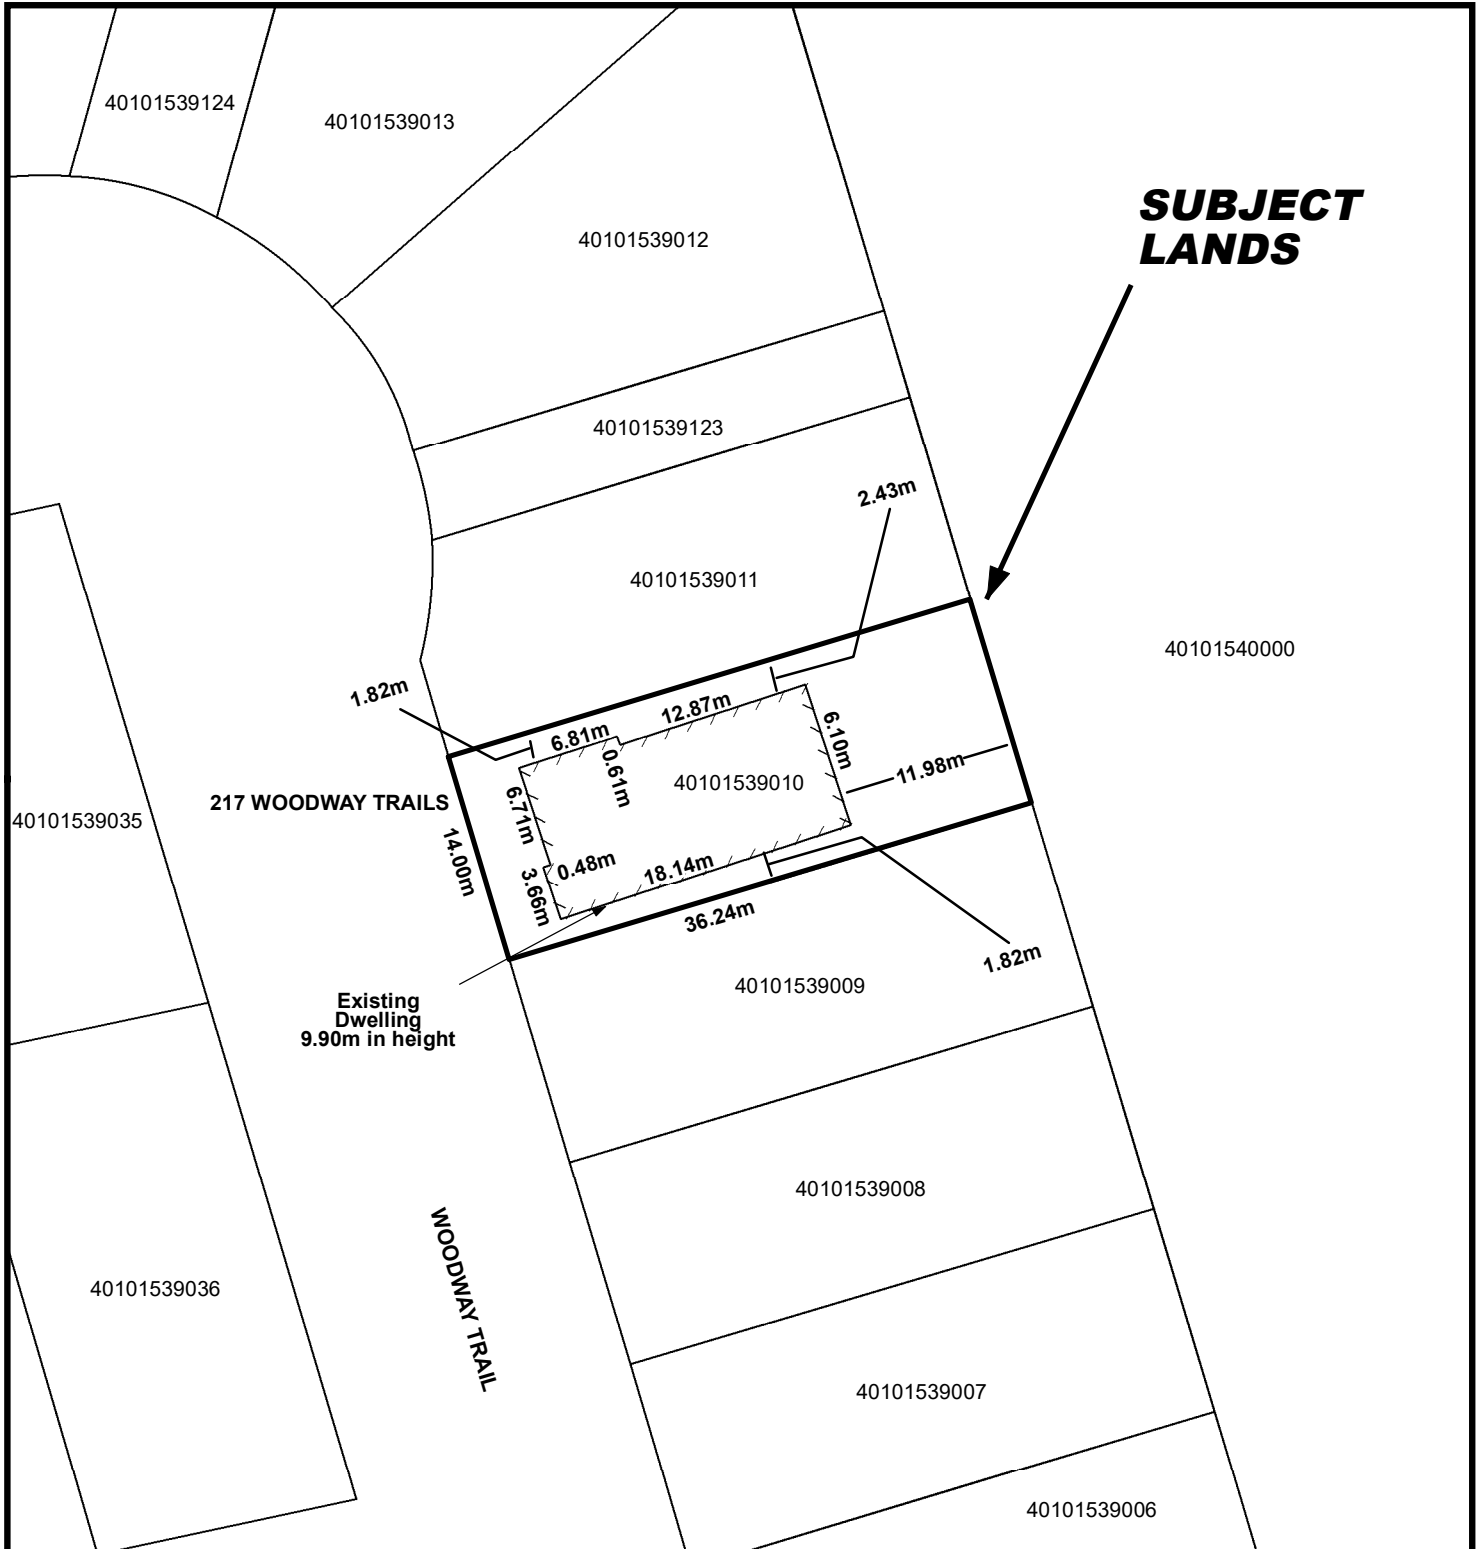 40101539124
40101539013
SUBJECT
LANDS
40101539012
40101539123
2.43m
40101539011
40101540000
1.82m
12.87m
6.81m
6.10m
0.61m
11.98m
40101539010
217 WOODWAY TRAILS
6.71m
40101539035
14.00m
0.48m
18.14m
3.66m
36.24m
1.82m
40101539009
Existing
Dwelling
9.90m in height
40101539008
WOODWAY TRAIL
40101539036
40101539007
40101539006